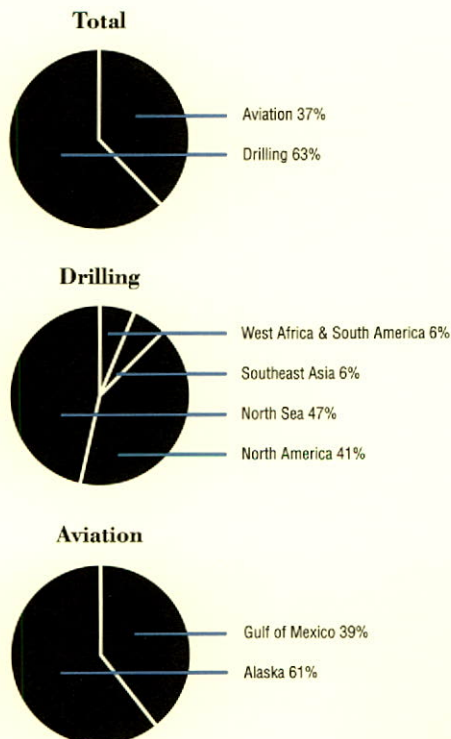 Total
Aviation 37%
Drilling 63%
Drilling
West Africa & South America 6%
Southeast Asia 6%
North Sea 47%
North America 41%
Aviation
Gulf of Mexico 39%
Alaska 61%